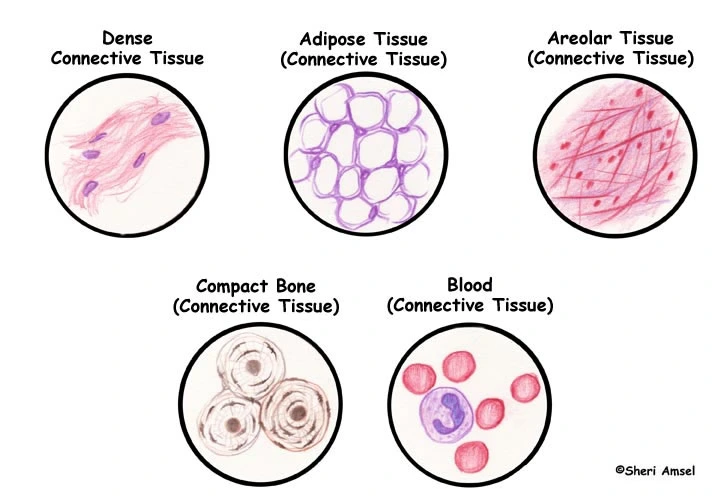 Dense
Connective Tissue
Adipose Tissue
(Connective Tissue)
Areolar Tissue
(Connective Tissue)
Compact Bone
(Connective Tissue)
Blood
(Connective Tissue)
©Sheri Amsel